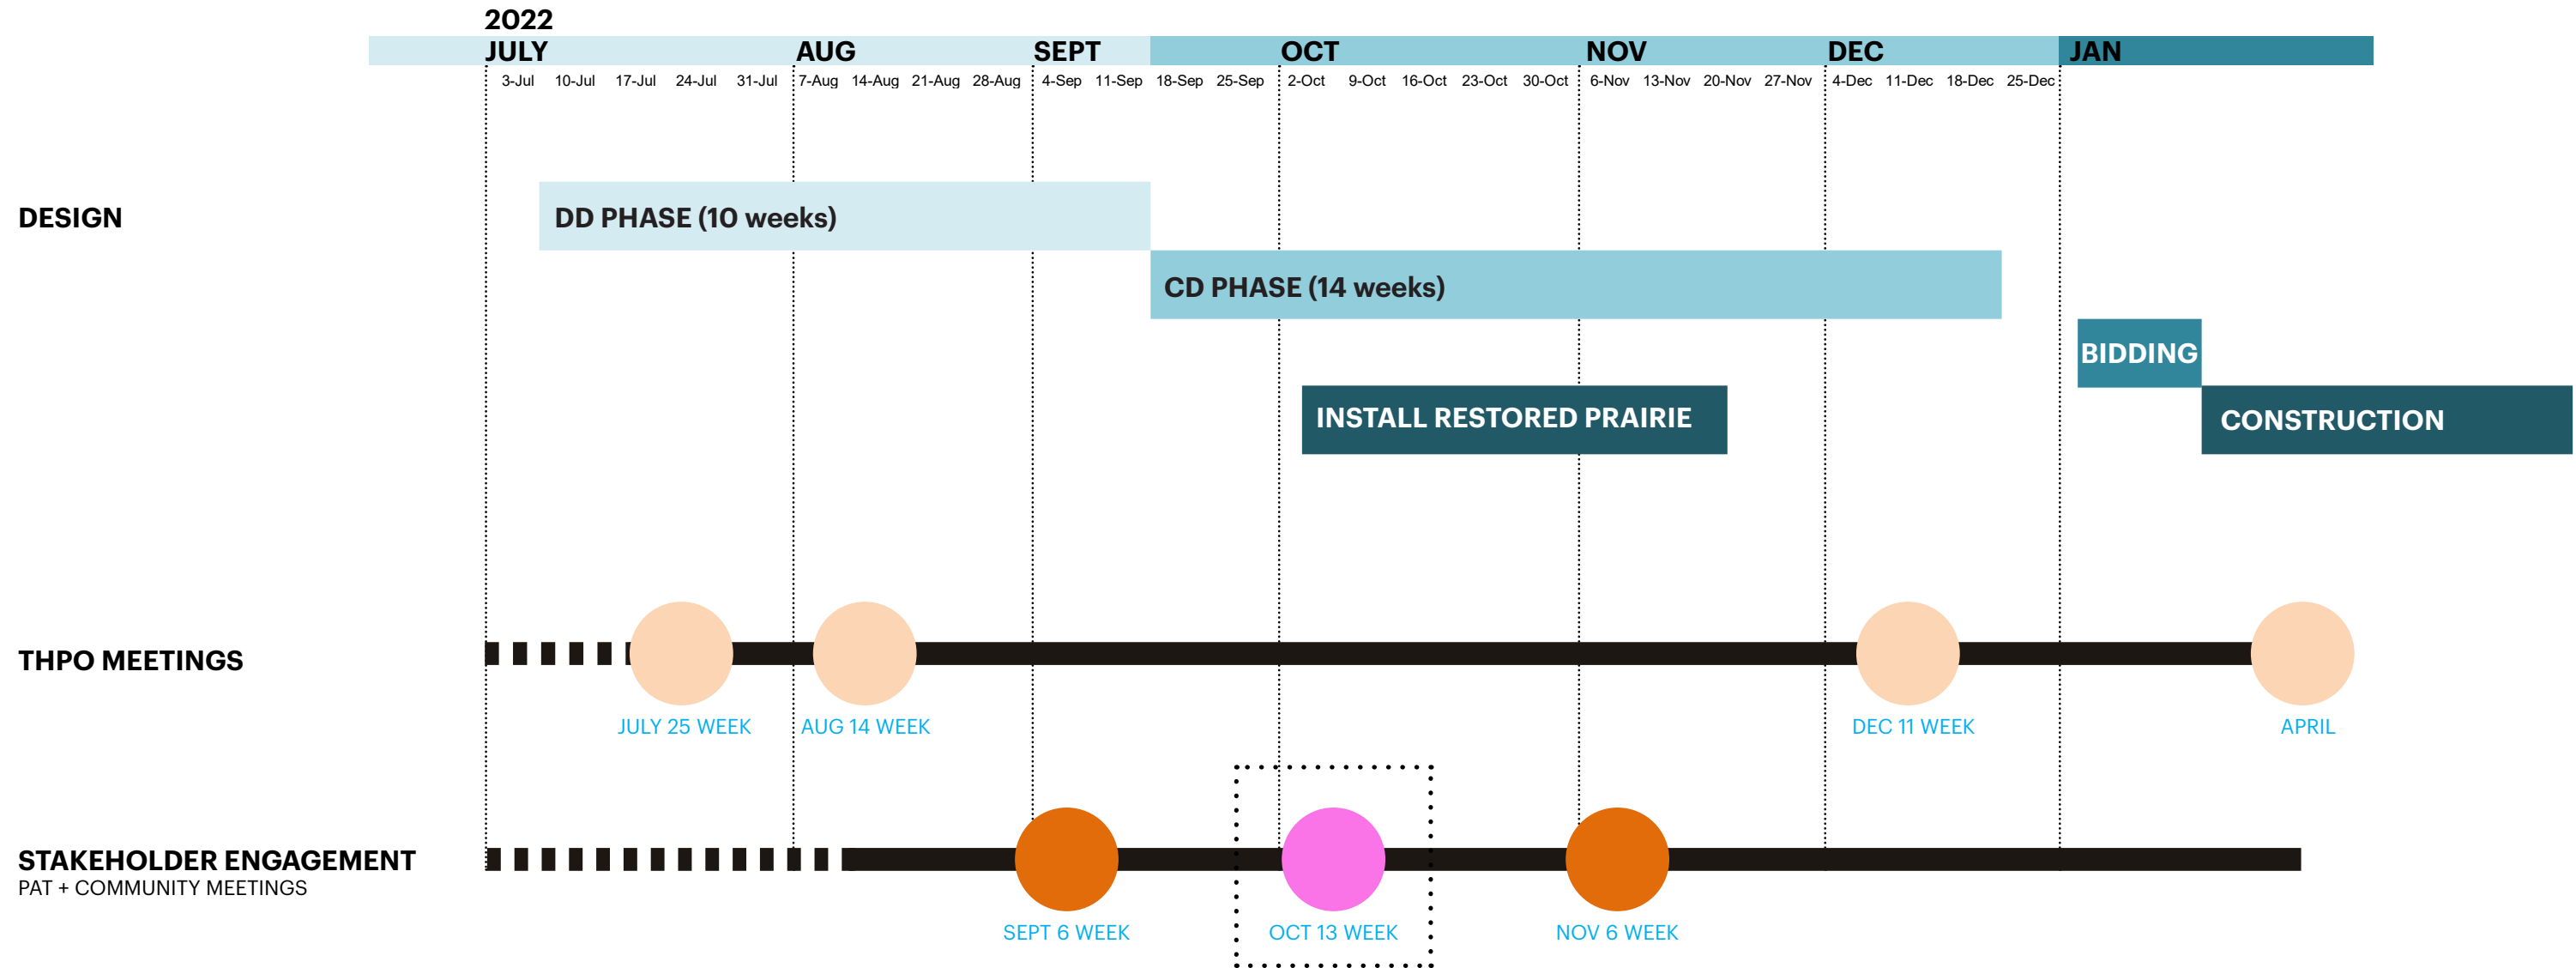 2022
JULY AUG SEPT OCT NOV DEC JAN
3-Jul 10-Jul 17-Jul 24-Jul 31-Jul 7-Aug 14-Aug 21-Aug 28-Aug 4-Sep 11-Sep 18-Sep 25-Sep 2-Oct 9-Oct 16-Oct 23-Oct 30-Oct 6-Nov 13-Nov 20-Nov 27-Nov 4-Dec 11-Dec 18-Dec 25-Dec
DESIGN
DD PHASE (10 weeks)
CD PHASE (14 weeks)
BIDDING
INSTALL RESTORED PRAIRIE
CONSTRUCTION
THPO MEETINGS
JULY 25 WEEK AUG 14 WEEK DEC 11 WEEK APRIL
STAKEHOLDER ENGAGEMENT
PAT + COMMUNITY MEETINGS
SEPT 6 WEEK OCT 13 WEEK NOV 6 WEEK